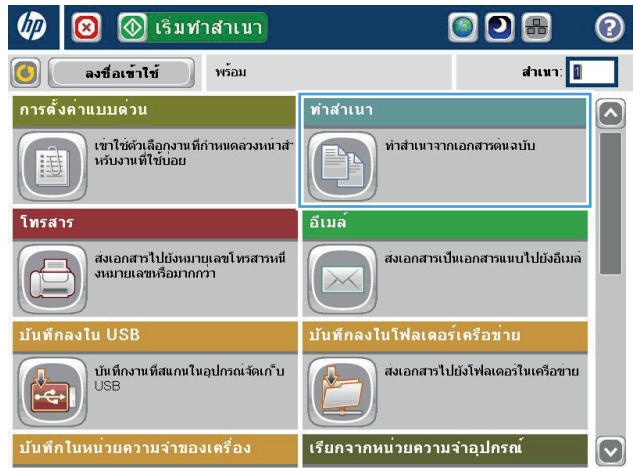 hp เริ่มทำสำเนา ?
ลงชื่อเข้าใช้ พร้อม สำเนา: 1
การตั้งค่าแบบด่วน
เข้าใช้ตัวเลือกงานที่กำหนดล่วงหน้าสำ
หรับงานที่ใช้บ่อย
ทำสำเนา
ทำสำเนาจากเอกสารต้นฉบับ
โทรสาร
ส่งเอกสารไปยังหมายเลขโทรสารหนึ่
งหมายเลขหรือมากกว่า
อีเมล์
ส่งเอกสารเป็นเอกสารแนบไปยังอีเมล์
บันทึกลงใน USB
บันทึกงานที่สแกนในอุปกรณ์จัดเก็บ
USB
บันทึกลงในโฟลเดอร์เครือข่าย
ส่งเอกสารไปยังโฟลเดอร์ในเครือข่าย
บันทึกในหน่วยความจำของเครื่อง
เรียกจากหน่วยความจำอุปกรณ์